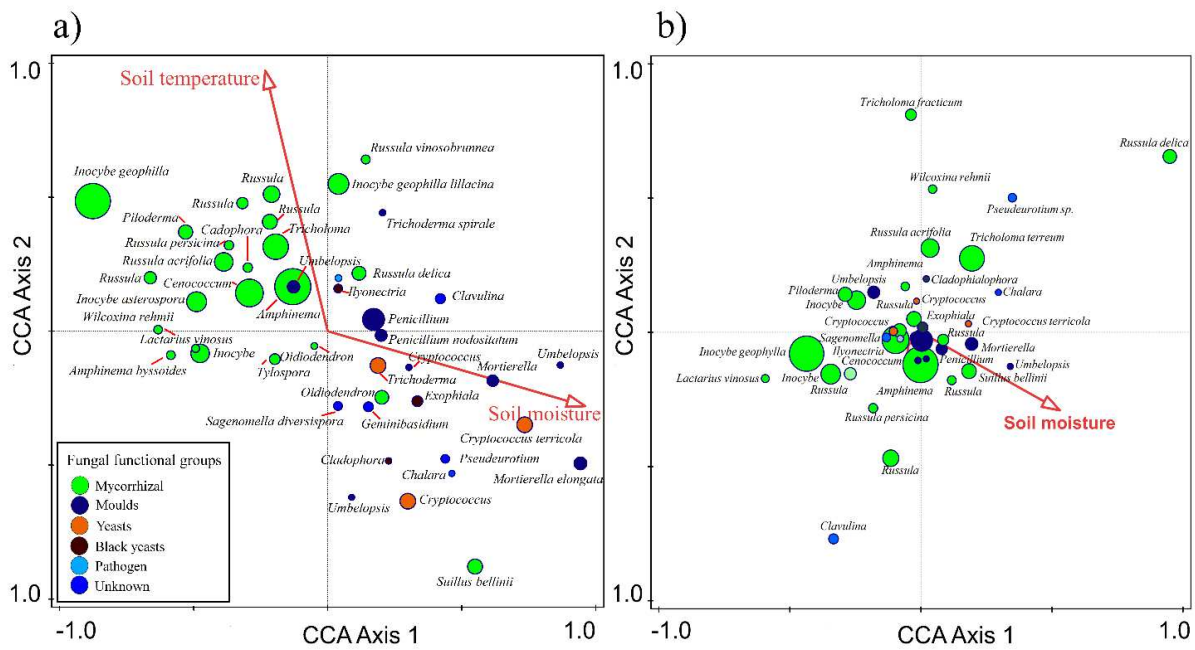 a)
b)
1.0
Soil temperature
Russula vinosobrunnea
Inocybe geophilla
Russula
Inocybe geophilla lillacina
Russula
Russula
Piloderma
Cadophora
Tricholoma
Trichoderma spirale
Russula persicina
Russula acrifolia
Umbelopsis
Russula delica
Russula
Cenococcum
Ilyonectria
Clavulina
Inocybe asterospora
Amphinema
Penicillium
Wilcoxina rehmii
Penicillium nodositatum
Lactarius vinosus
Inocybe
Oidiodendron
Cryptococcus
Umbelopsis
Amphinema byssoides
Tylospora
Trichoderma
Mortierella
Oidiodendron
Exophiala
Soil moisture
Sagenomella diversispora
Geminibasidium
Cryptococcus terricola
Cladophora
Pseudeurotium
Chalara
Mortierella elongata
Umbelopsis
Cryptococcus
Suillus bellinii
Fungal functional groups
Mycorrhizal
Moulds
Yeasts
Black yeasts
Pathogen
Unknown
CCA Axis 2
1.0
-1.0
CCA Axis 1
1.0
1.0
Tricholoma fracticum
Russula delica
Wilcoxina rehmii
Pseudeurotium sp.
Russula acrifolia
Tricholoma terreum
Amphinema
Umbelopsis
Cladophialophora
Piloderma
Chalara
Inocybe
Russula
Cryptococcus
Cryptococcus
Exophiala
Cryptococcus terricola
Sagenomella
Russula
Inocybe geophylla
Ilyonectria
Mortierella
Cenococcum
Penicillium
Umbelopsis
Lactarius vinosus
Inocybe
Amphinema
Suillus bellinii
Russula
Russula
Russula persicina
Soil moisture
Russula
Clavulina
CCA Axis 2
1.0
-1.0
CCA Axis 1
1.0